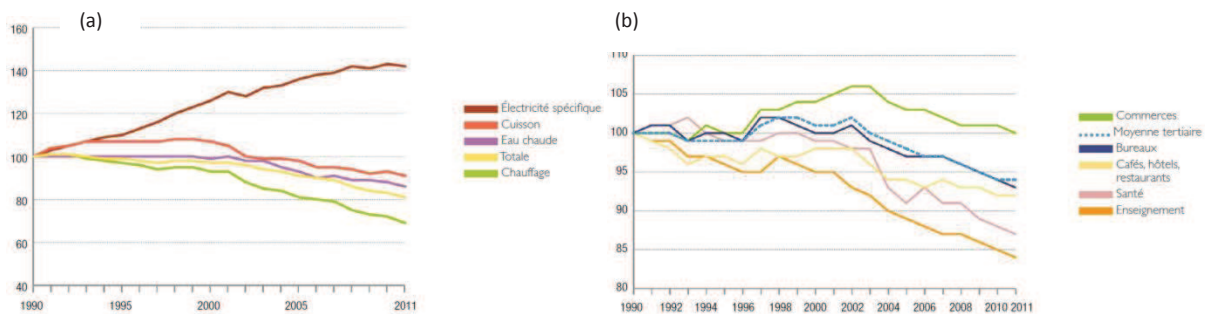 (a)
160
140
120
100
80
60
40
1990
1995
2000
2005
2011
Électricité spécifique
Cuisson
Eau chaude
Totale
Chauffage
(b)
110
105
100
95
90
85
80
1990
1992
1994
1996
1998
2000
2002
2004
2006
2008
2010
2011
Commerces
Moyenne tertiaire
Bureaux
Cafés, hôtels,
restaurants
Santé
Enseignement